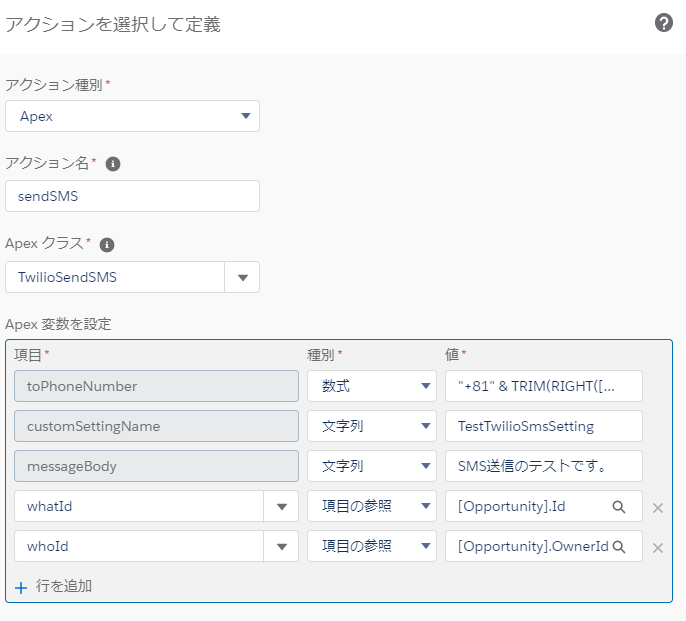 アクションを選択して定義
アクション種別*
Apex
アクション名*
sendSMS
Apex クラス*
TwilioSendSMS
Apex 変数を設定
項目* 種別* 値*
toPhoneNumber 数式 "+81" & TRIM(RIGHT([...
customSettingName 文字列 TestTwilioSmsSetting
messageBody 文字列 SMS送信のテストです。
whatId 項目の参照 [Opportunity].Id
whoId 項目の参照 [Opportunity].OwnerId
+ 行を追加